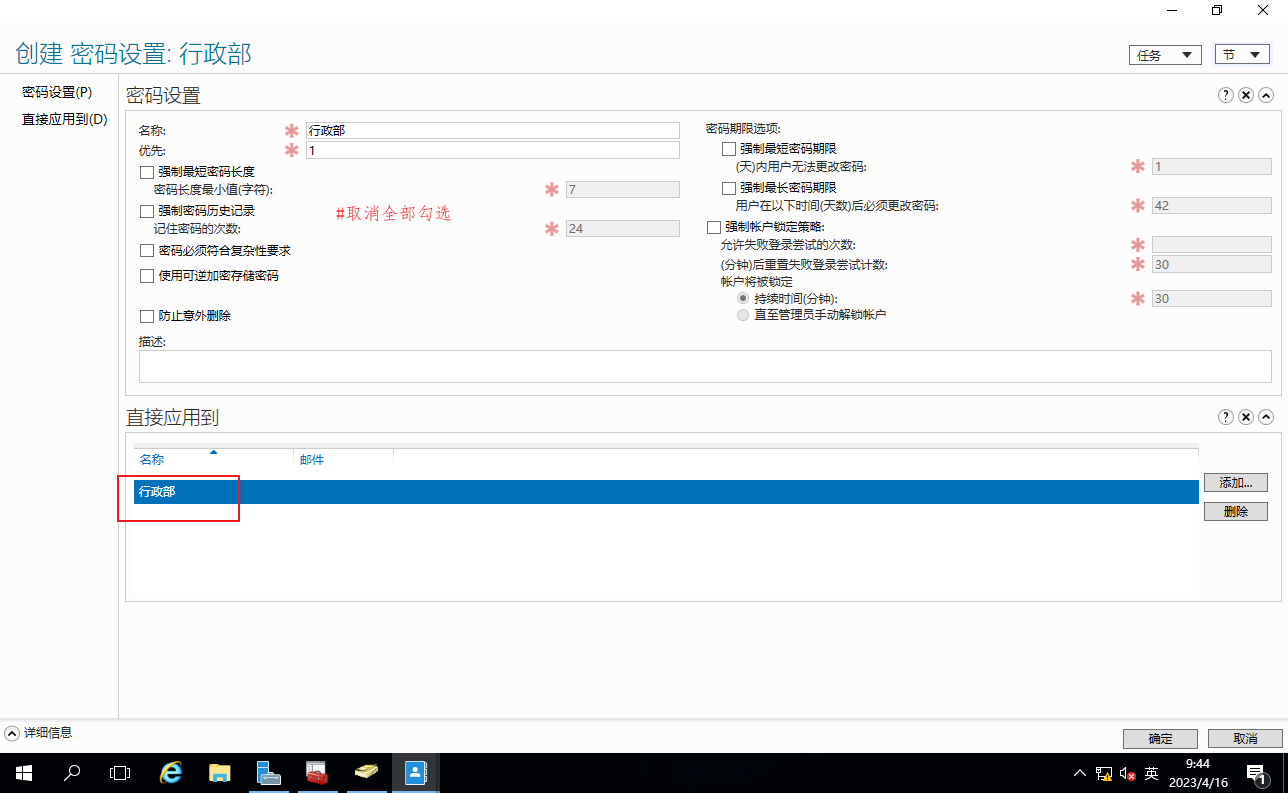 创建 密码设置: 行政部
任务
节
密码设置(P)
直接应用到(D)
密码设置
名称:
行政部
优先:
1
强制最短密码长度
密码长度最小值(字符):
7
强制密码历史记录
记住密码的次数:
24
#取消全部勾选
密码必须符合复杂性要求
使用可逆加密存储密码
防止意外删除
描述:
密码期限选项:
强制最短密码期限
(天)内用户无法更改密码:
1
强制最长密码期限
用户在以下时间(天数)后必须更改密码:
42
强制帐户锁定策略:
允许失败登录尝试的次数:
(分钟)后重置失败登录尝试计数:
30
帐户将被锁定
持续时间(分钟):
30
直至管理员手动解锁帐户
直接应用到
名称
邮件
行政部
添加...
删除
详细信息
确定
取消
英
9:44
2023/4/16
1